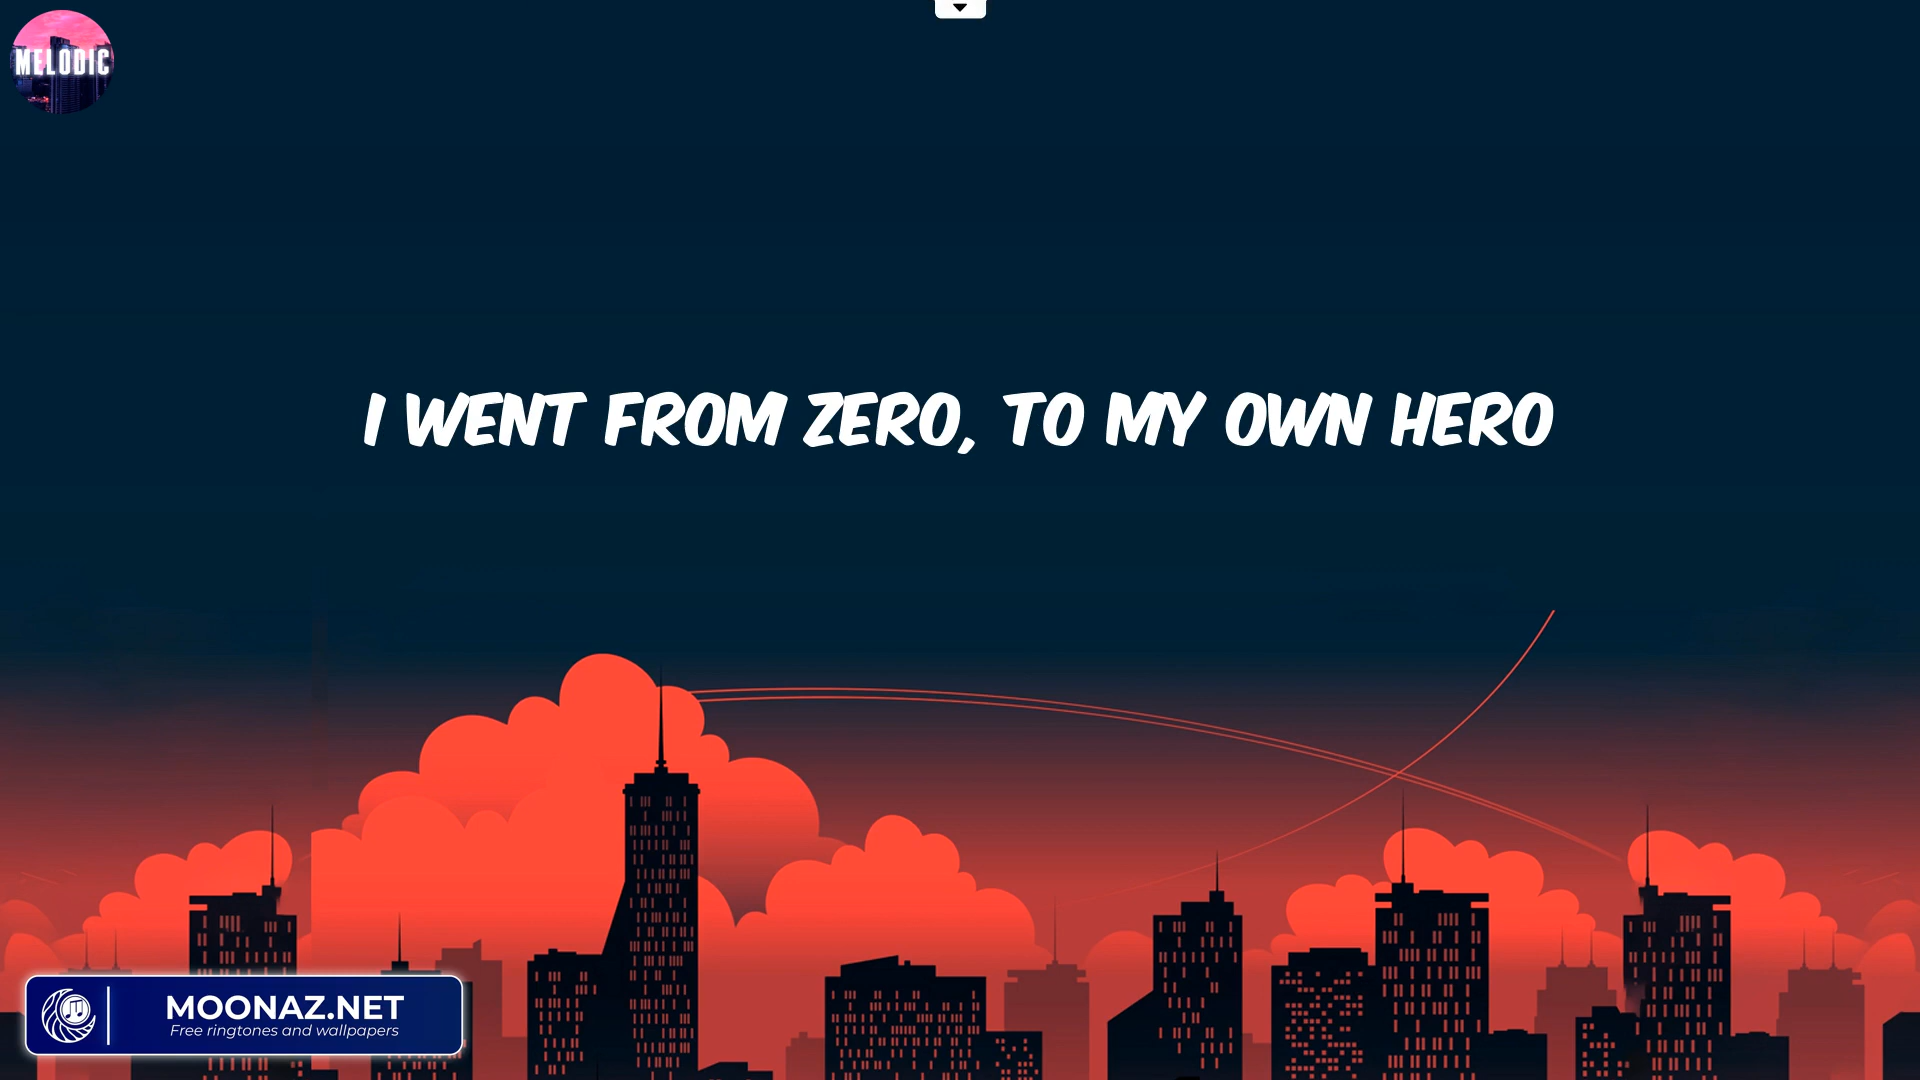 MELODIC
I WENT FROM ZERO, TO MY OWN HERO
MOONAZ.NET
Free ringtones and wallpapers